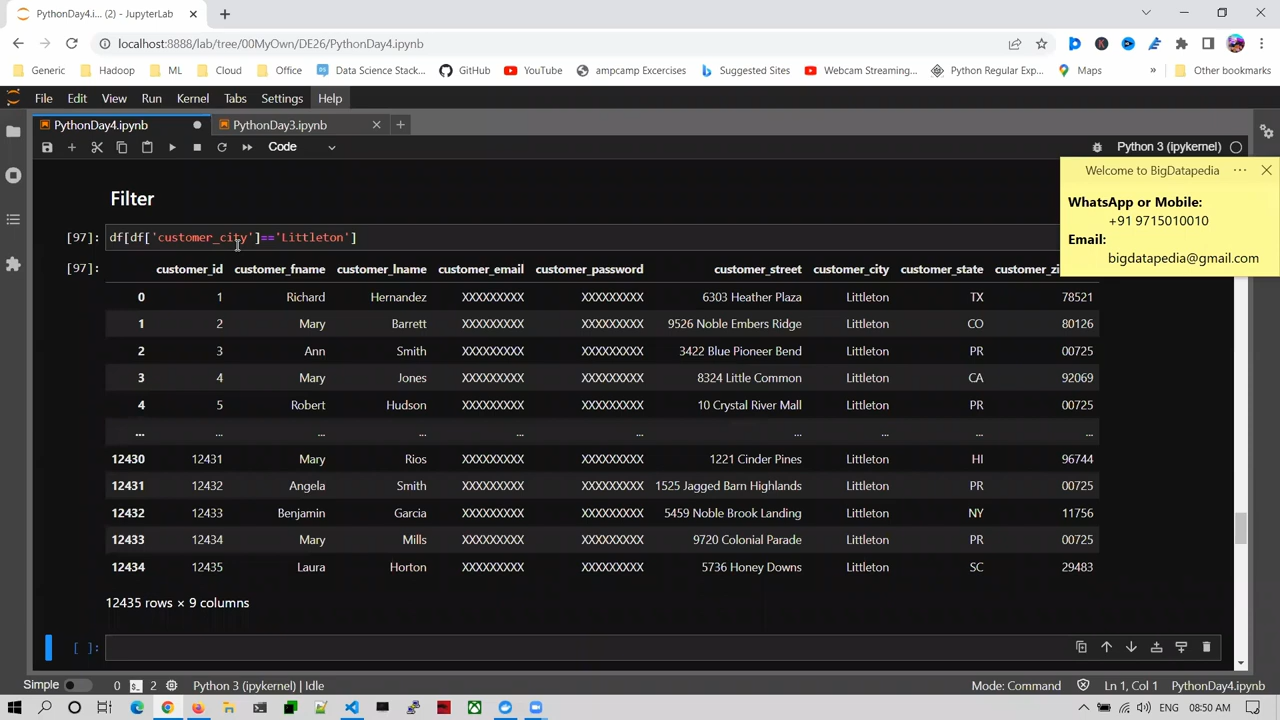 PythonDay4.i... (2) - JupyterLab
localhost:8888/lab/tree/00MyOwn/DE26/PythonDay4.ipynb
Generic Hadoop ML Cloud Office Data Science Stack... GitHub YouTube ampcamp Excercises Suggested Sites Webcam Streaming... Python Regular Exp... Maps » Other bookmarks
File Edit View Run Kernel Tabs Settings Help
PythonDay4.ipynb PythonDay3.ipynb
Code Python 3 (ipykernel)
Welcome to BigDatapedia ...
WhatsApp or Mobile:
+91 9715010010
Email:
bigdatapedia@gmail.com
Filter
[97]: df[df['customer_city']=='Littleton']
[97]: customer_id customer_fname customer_lname customer_email customer_password customer_street customer_city customer_state customer_zi
0 1 Richard Hernandez XXXXXXXXX XXXXXXXXX 6303 Heather Plaza Littleton TX 78521
1 2 Mary Barrett XXXXXXXXX XXXXXXXXX 9526 Noble Embers Ridge Littleton CO 80126
2 3 Ann Smith XXXXXXXXX XXXXXXXXX 3422 Blue Pioneer Bend Littleton PR 00725
3 4 Mary Jones XXXXXXXXX XXXXXXXXX 8324 Little Common Littleton CA 92069
4 5 Robert Hudson XXXXXXXXX XXXXXXXXX 10 Crystal River Mall Littleton PR 00725
... ... ... ... ... ... ... ... ... ...
12430 12431 Mary Rios XXXXXXXXX XXXXXXXXX 1221 Cinder Pines Littleton HI 96744
12431 12432 Angela Smith XXXXXXXXX XXXXXXXXX 1525 Jagged Barn Highlands Littleton PR 00725
12432 12433 Benjamin Garcia XXXXXXXXX XXXXXXXXX 5459 Noble Brook Landing Littleton NY 11756
12433 12434 Mary Mills XXXXXXXXX XXXXXXXXX 9720 Colonial Parade Littleton PR 00725
12434 12435 Laura Horton XXXXXXXXX XXXXXXXXX 5736 Honey Downs Littleton SC 29483
12435 rows × 9 columns
[ ]:
Simple 0 2 Python 3 (ipykernel) | Idle Mode: Command Ln 1, Col 1 PythonDay4.ipynb
ENG 08:50 AM